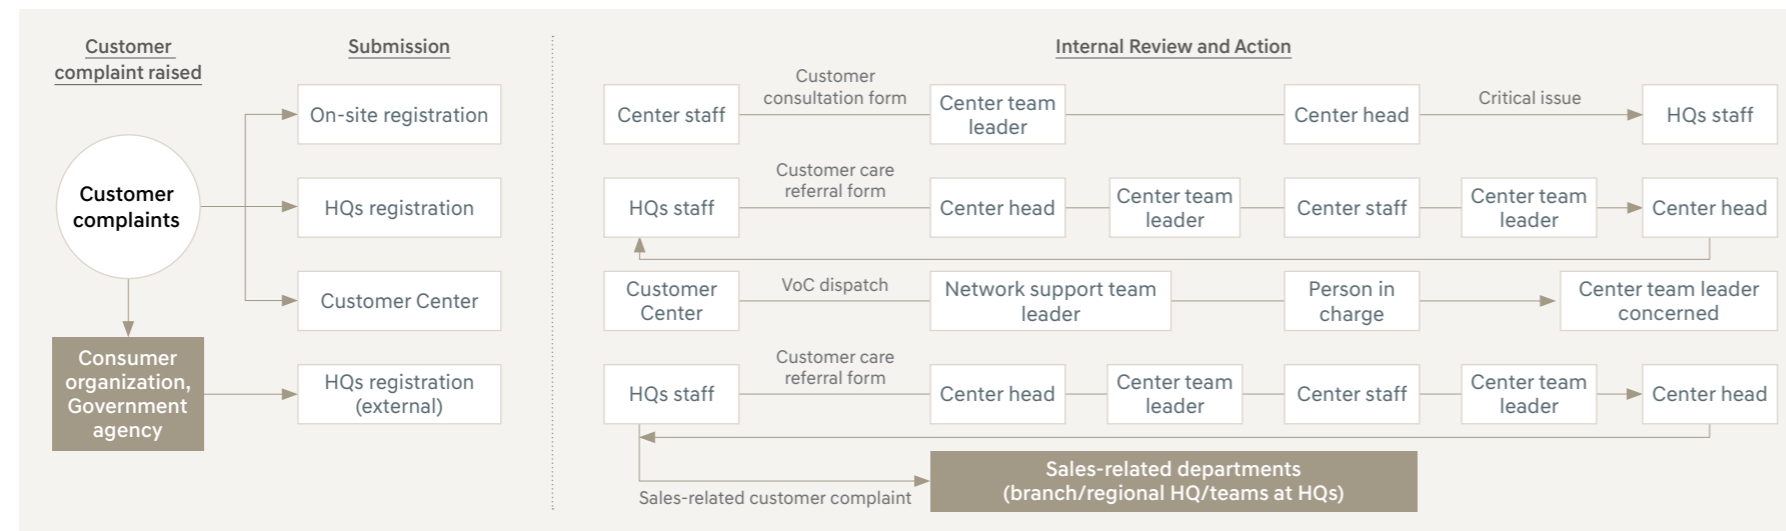 Customer
complaint raised
Submission
Internal Review and Action
Customer
complaints
Consumer
organization,
Government
agency
On-site registration
HQs registration
Customer Center
HQs registration
(external)
Center staff
Customer
consultation form
Center team
leader
Center head
Critical issue
HQs staff
HQs staff
Customer care
referral form
Center head
Center team
leader
Center staff
Center team
leader
Center head
Customer
Center
VoC dispatch
Network support team
leader
Person in
charge
Center team leader
concerned
HQs staff
Customer care
referral form
Center head
Center team
leader
Center staff
Center team
leader
Center head
Sales-related customer complaint
Sales-related departments
(branch/regional HQ/teams at HQs)